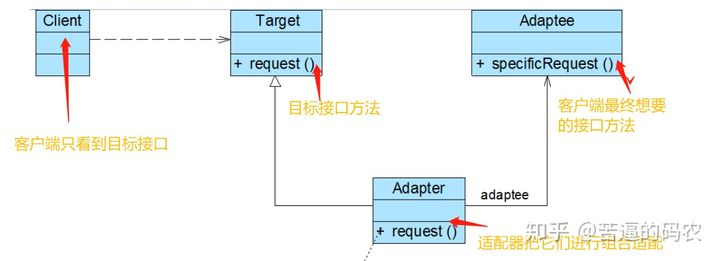 Client
Target
Adaptee
+ request ()
+ specificRequest ()
客户端只看到目标接口
目标接口方法
客户端最终想要
的接口方法
Adapter
adaptee
+ request ()
适配器把它们进行组合适配
知乎 @苦逼的码农